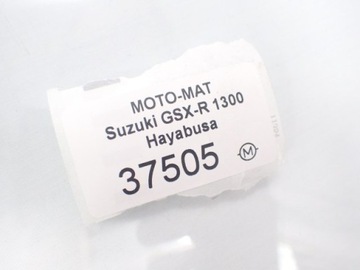 MOTO-MAT
Suzuki GSX-R 1300
Hayabusa
37505
M